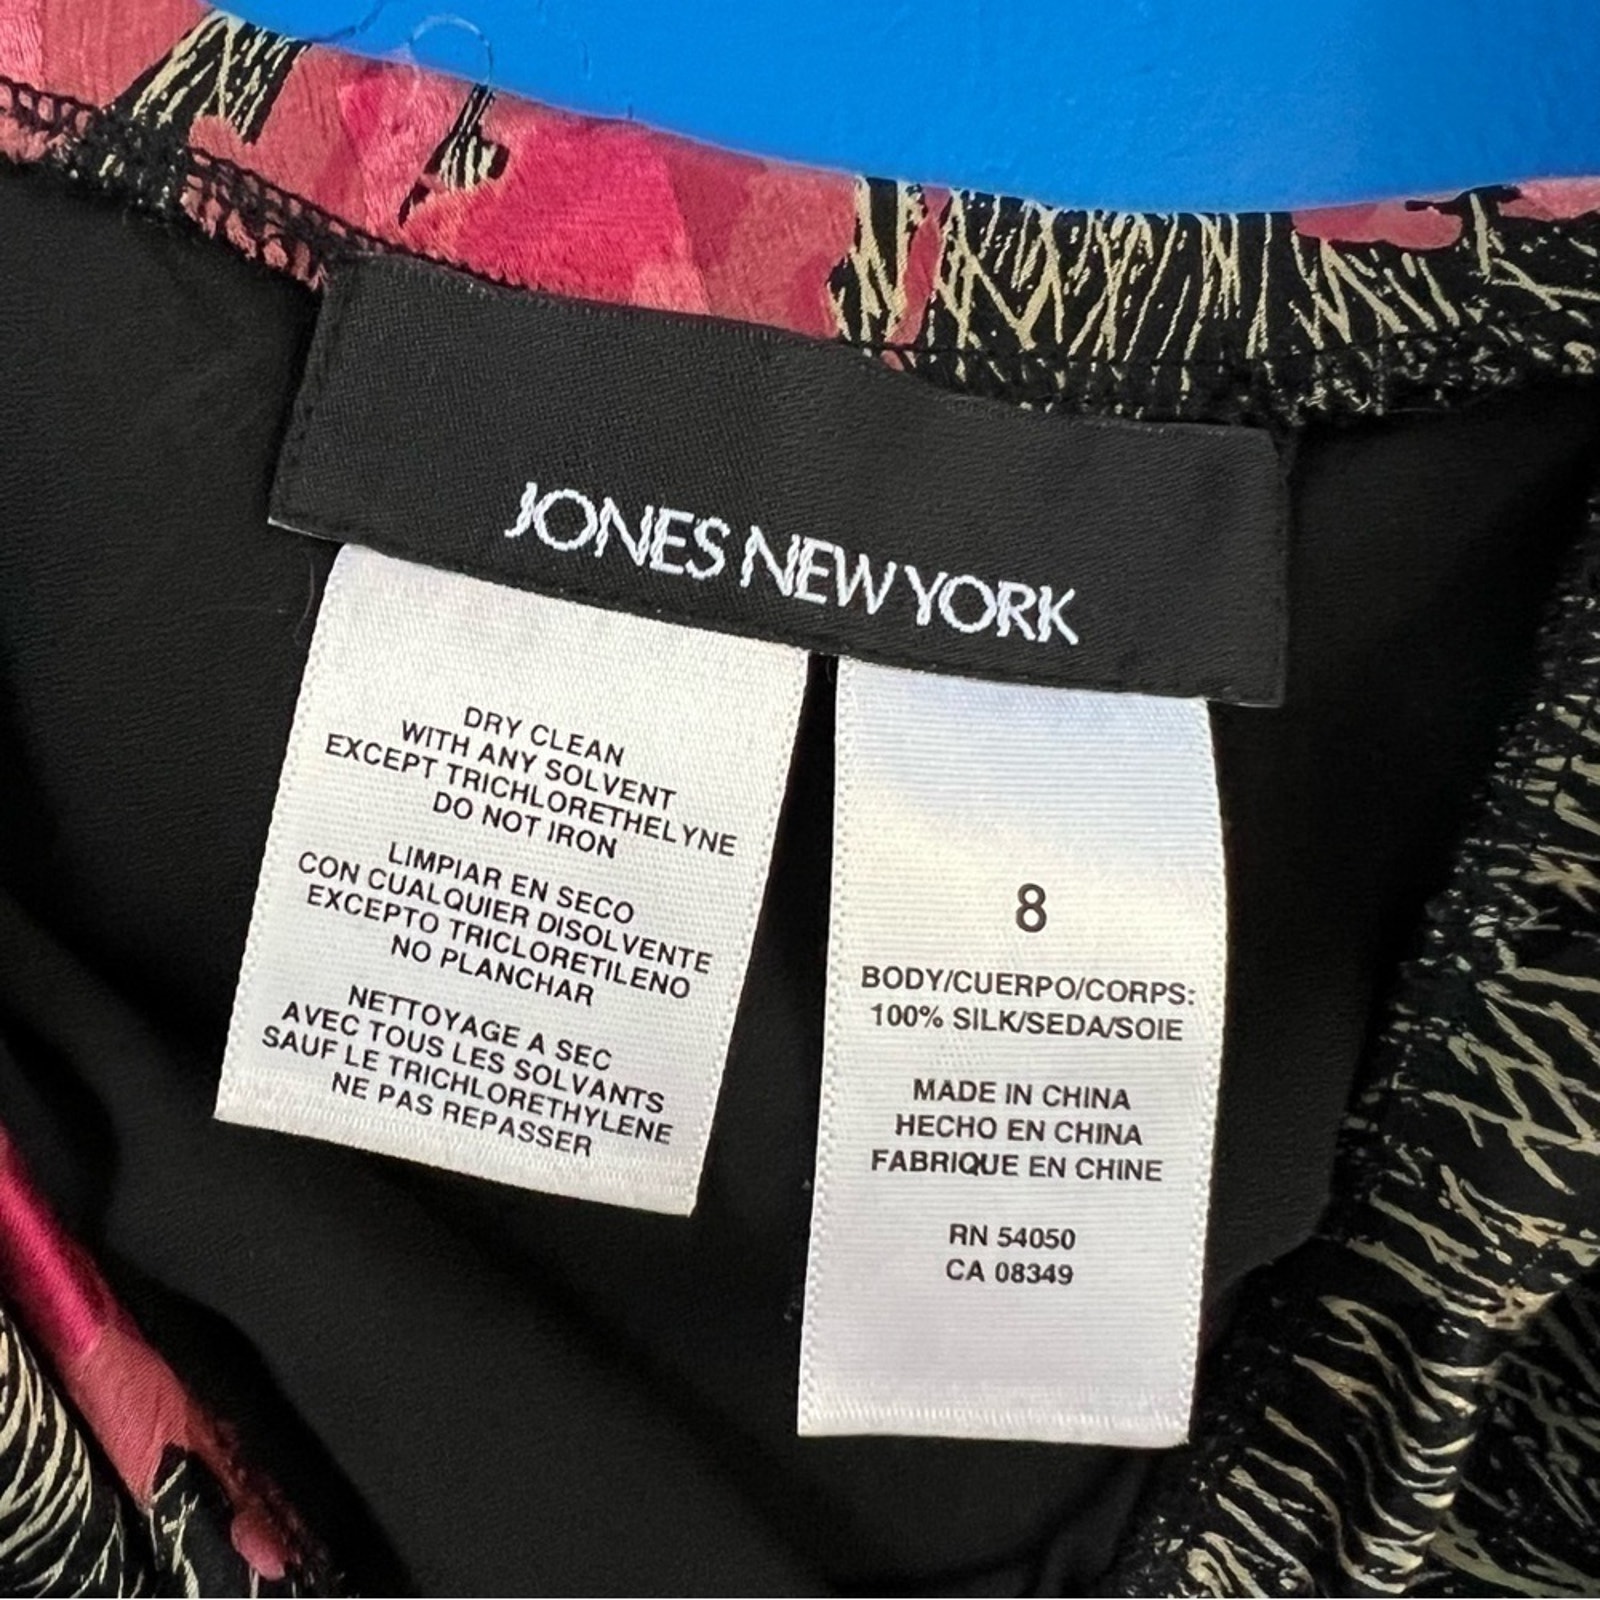 JONES NEW YORK
DRY CLEAN
WITH ANY SOLVENT
EXCEPT TRICHLORETHELYNE
DO NOT IRON
LIMPIAR EN SECO
CON CUALQUIER DISOLVENTE
EXCEPTO TRICLORETILENO
NO PLANCHAR
NETTOYAGE A SEC
AVEC TOUS LES SOLVANTS
SAUF LE TRICHLORETHYLENE
NE PAS REPASSER
8
BODY/CUERPO/CORPS:
100% SILK/SEDA/SOIE
MADE IN CHINA
HECHO EN CHINA
FABRIQUE EN CHINE
RN 54050
CA 08349